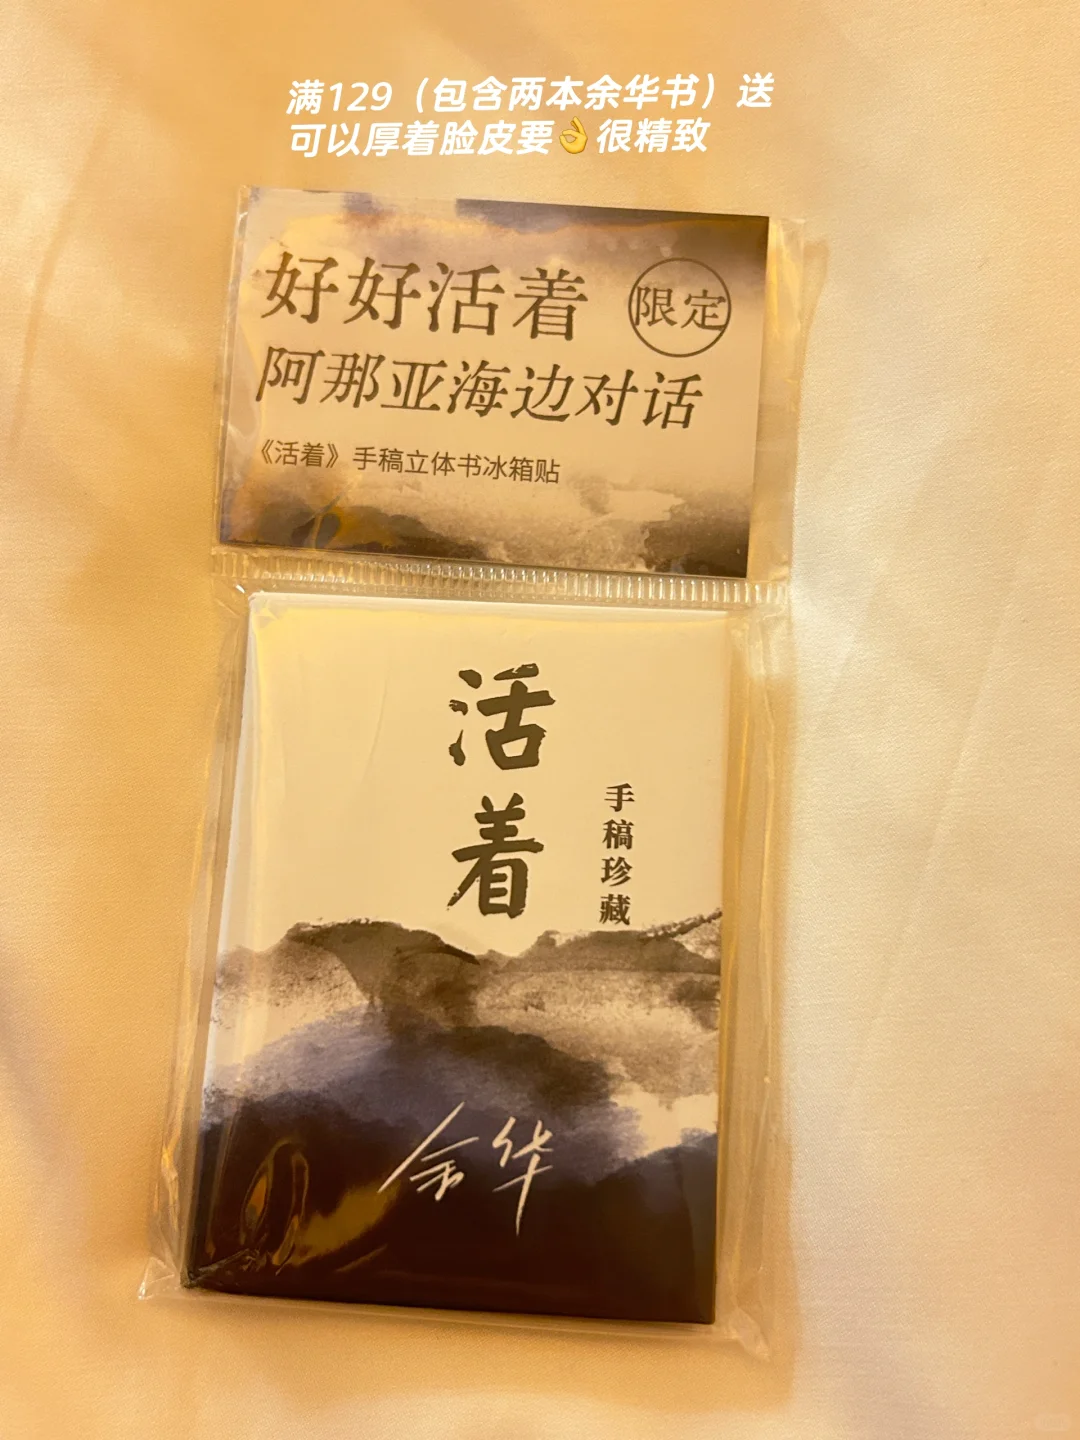 满129（包含两本余华书）送
可以厚着脸皮要👌很精致
好好活着 限定
阿那亚海边对话
《活着》手稿立体书冰箱贴
活着
手稿珍藏
余华